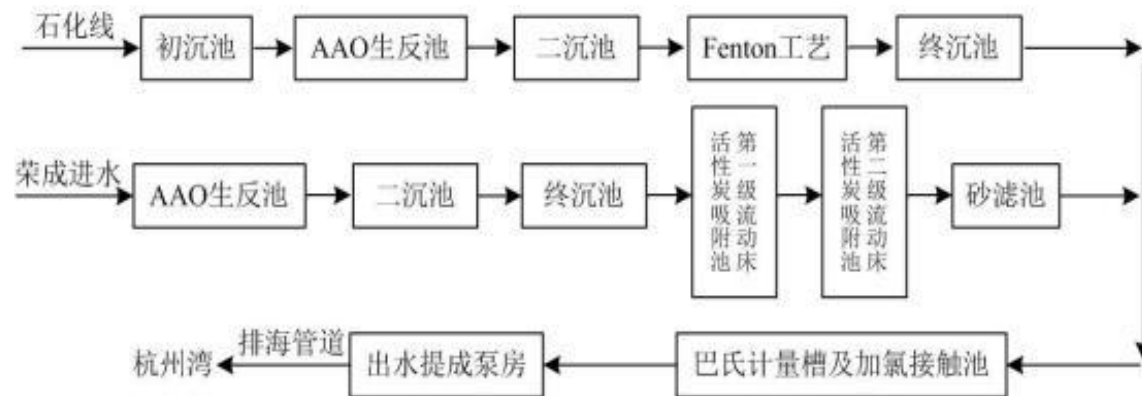 石化线
初沉池
AAO生反池
二沉池
Fenton工艺
终沉池
荣成进水
AAO生反池
二沉池
终沉池
第一级流动床
活性炭吸附池
第二级流动床
活性炭吸附池
砂滤池
杭州湾
排海管道
出水提成泵房
巴氏计量槽及加氯接触池